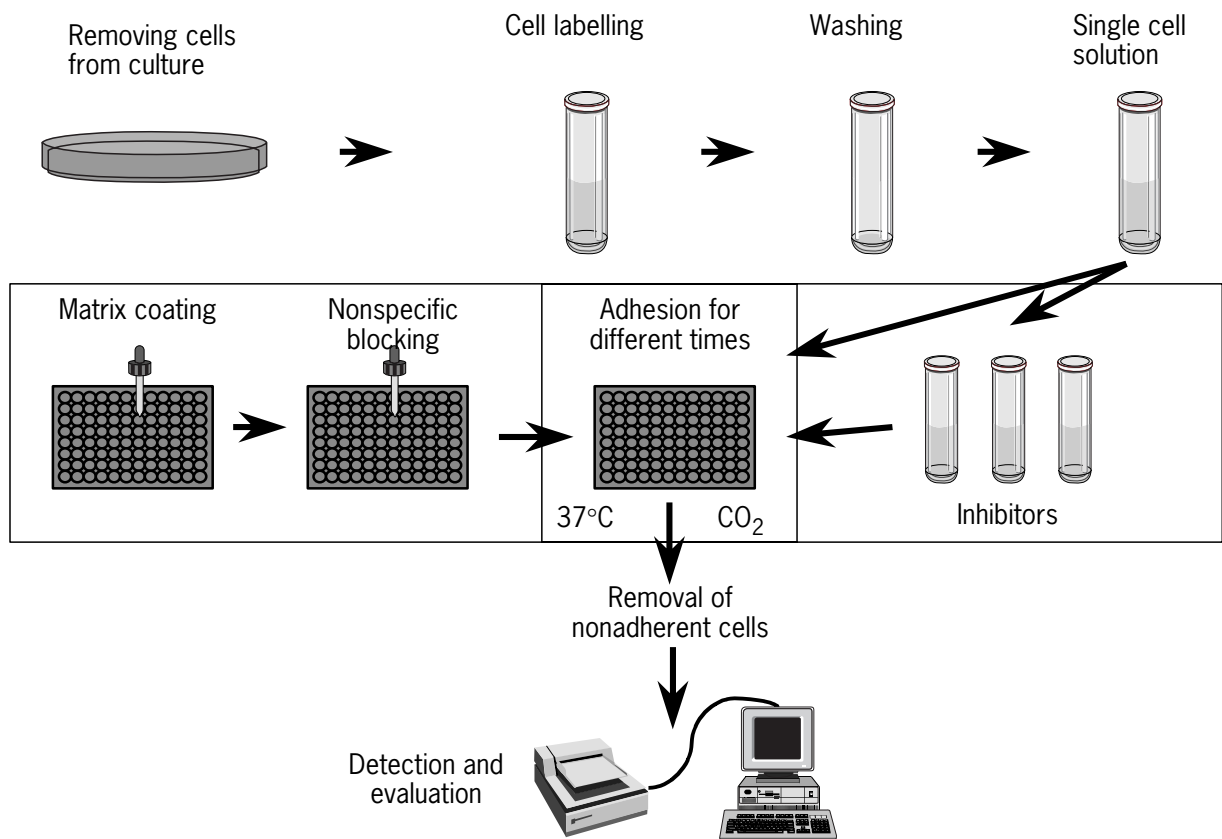 Removing cells
from culture
Cell labelling
Washing
Single cell
solution
Matrix coating
Nonspecific
blocking
Adhesion for
different times
37°C
CO₂
Inhibitors
Removal of
nonadherent cells
Detection and
evaluation